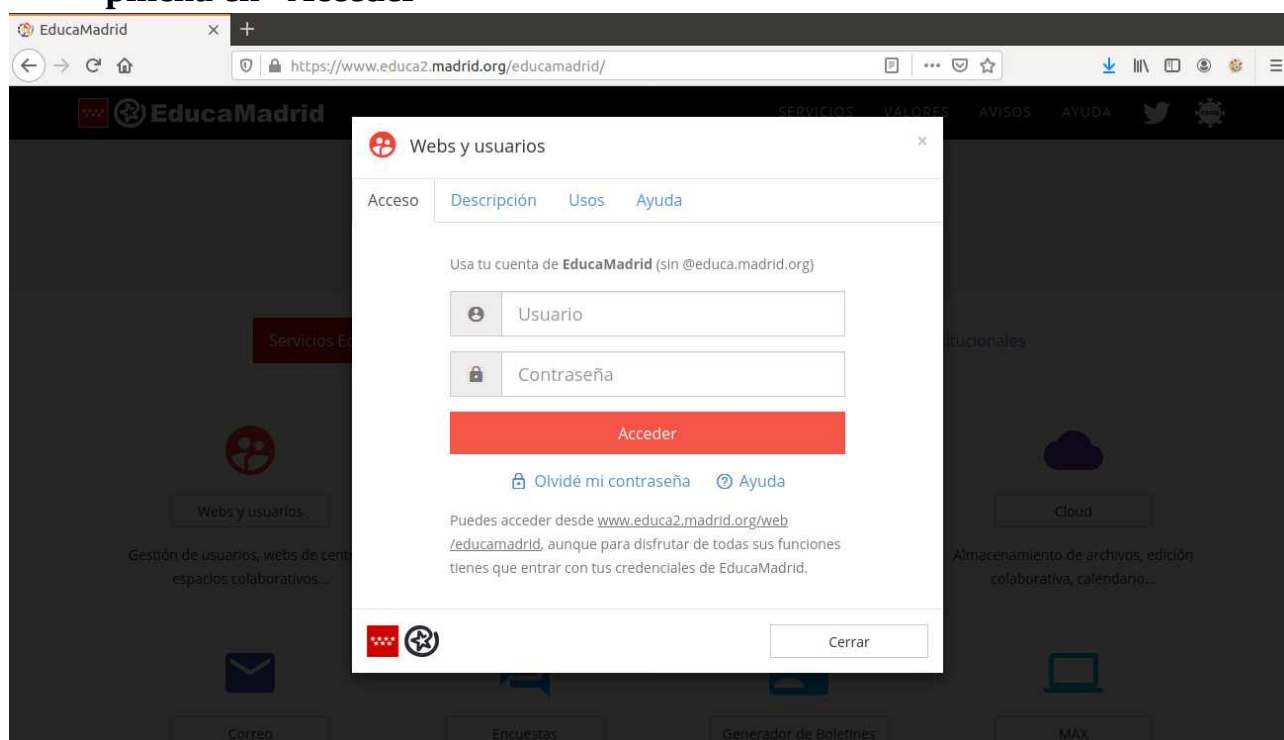 pincha en "Acceder"
EducaMadrid
https://www.educa2.madrid.org/educamadrid/
EducaMadrid
SERVICIOS VALORES AVISOS AYUDA
Webs y usuarios
Acceso Descripción Usos Ayuda
Usa tu cuenta de EducaMadrid (sin @educa.madrid.org)
Usuario
Servicios E
itucionales
Contraseña
Acceder
Olvidé mi contraseña Ayuda
Webs y usuarios
Cloud
Puedes acceder desde www.educa2.madrid.org/web
/educamadrid, aunque para disfrutar de todas sus funciones
tienes que entrar con tus credenciales de EducaMadrid.
Gestión de usuarios, webs de cent
espacios colaborativos...
Almacenamiento de archivos, edición
colaborativa, calendario...
Cerrar
Correo
Encuestas
Generador de Boletines
MAX